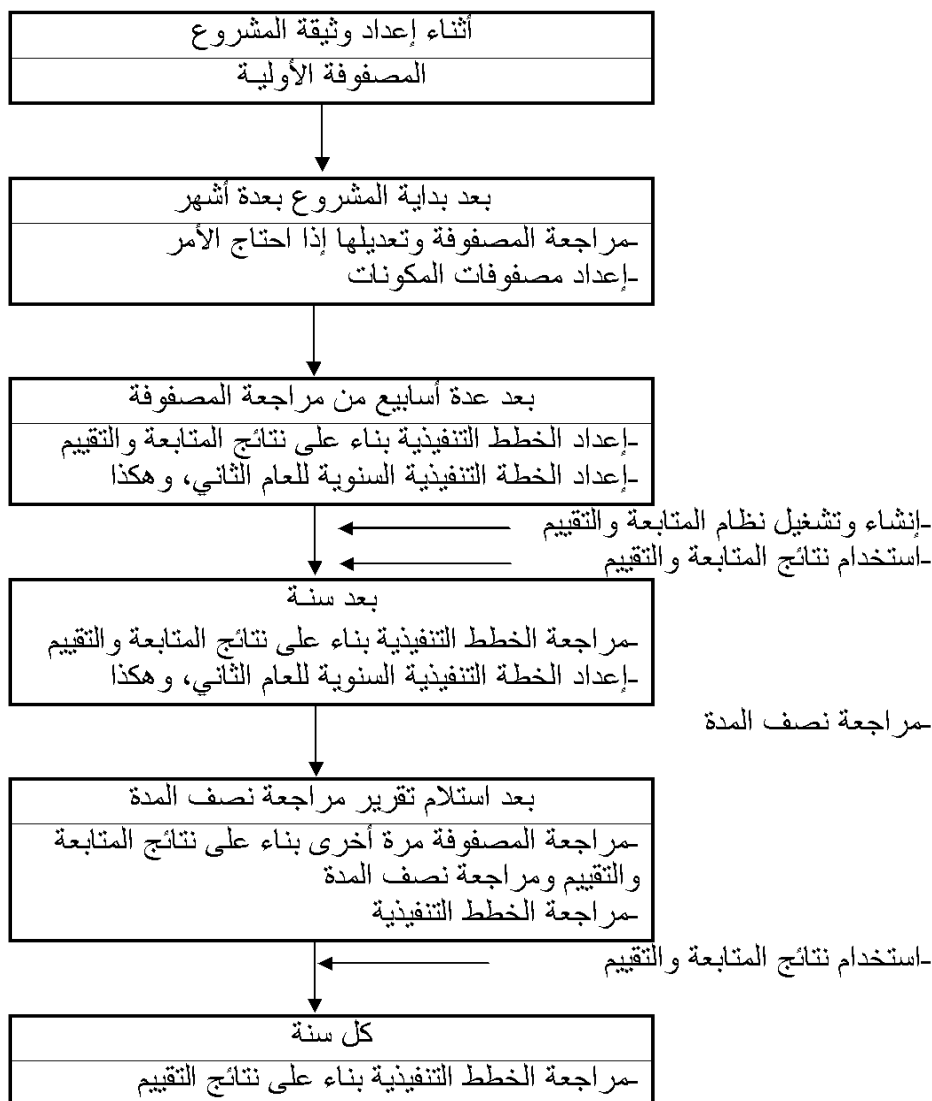 أثناء إعداد وثيقة المشروع
المصفوفة الأولية
بعد بداية المشروع بعدة أشهر
-مراجعة المصفوفة وتعديلها إذا احتاج الأمر
-إعداد مصفوفات المكونات
بعد عدة أسابيع من مراجعة المصفوفة
-إعداد الخطط التنفيذية بناء على نتائج المتابعة والتقييم
-إعداد الخطة التنفيذية السنوية للعام الثاني، وهكذا
-إنشاء وتشغيل نظام المتابعة والتقييم
-استخدام نتائج المتابعة والتقييم
بعد سنة
-مراجعة الخطط التنفيذية بناء على نتائج المتابعة والتقييم
-إعداد الخطة التنفيذية السنوية للعام الثاني، وهكذا
-مراجعة نصف المدة
بعد استلام تقرير مراجعة نصف المدة
-مراجعة المصفوفة مرة أخرى بناء على نتائج المتابعة
والتقييم ومراجعة نصف المدة
-مراجعة الخطط التنفيذية
-استخدام نتائج المتابعة والتقييم
كل سنة
-مراجعة الخطط التنفيذية بناء على نتائج التقييم